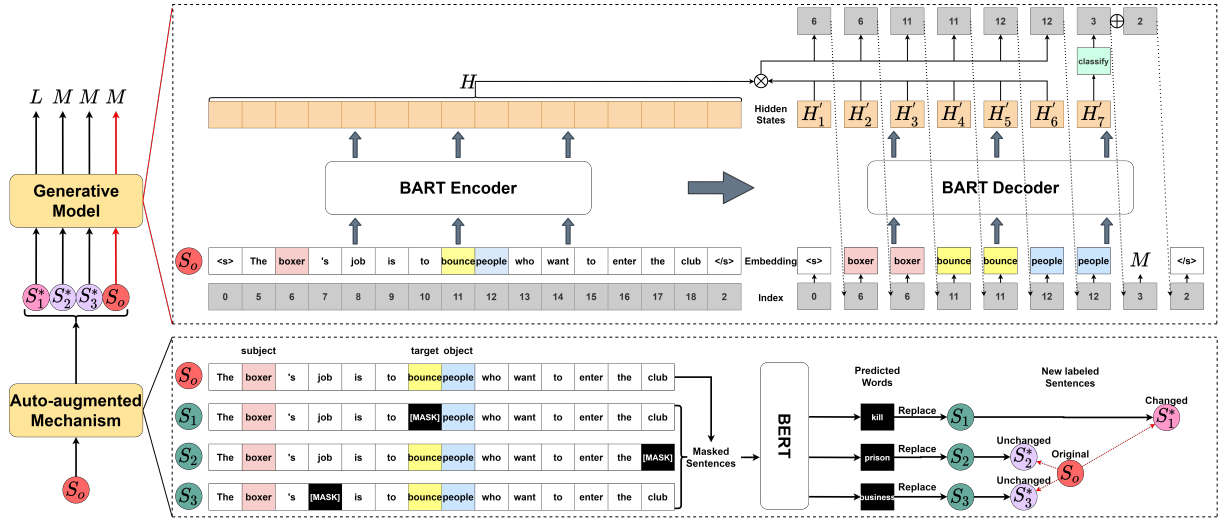 6 6 11 11 12 12 3 ⊕ 2
classify
L M M M
H ⊗
Hidden
States
H'1 H'2 H'3 H'4 H'5 H'6 H'7
Generative
Model
BART Encoder
BART Decoder
So <s> The boxer 's job is to bounce people who want to enter the club </s>
Embedding <s> boxer boxer bounce bounce people people M </s>
S*1 S*2 S*3 So
0 5 6 7 8 9 10 11 12 13 14 15 16 17 18 2
Index 0 6 6 11 11 12 12 3 2
subject target object
So The boxer 's job is to bounce people who want to enter the club
Auto-augmented
Mechanism
S1 The boxer 's job is to [MASK] people who want to enter the club
S2 The boxer 's job is to bounce people who want to enter the [MASK]
S3 The boxer 's [MASK] is to bounce people who want to enter the club
So
Masked
Sentences
BERT
Predicted
Words
New labeled
Sentences
kill Replace S1 Changed S*1
prison Replace S2 Unchanged S*2 Original So
business Replace S3 Unchanged S*3